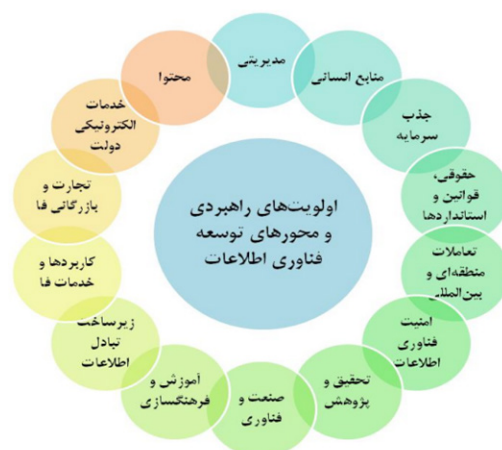 اولویت‌های راهبردی
و محورهای توسعه
فناوری اطلاعات
مدیریتی
منابع انسانی
جذب
سرمایه
حقوقی،
قوانین و
استانداردها
تعاملات
منطقه‌ای و
بین‌المللی
امنیت
فناوری
اطلاعات
تحقیق و
پژوهش
صنعت و
فناوری
آموزش و
فرهنگسازی
زیرساخت
تبادل
اطلاعات
کاربردها و
خدمات فا
تجارت و
بازرگانی فا
خدمات
الکترونیکی
دولت
محتوا